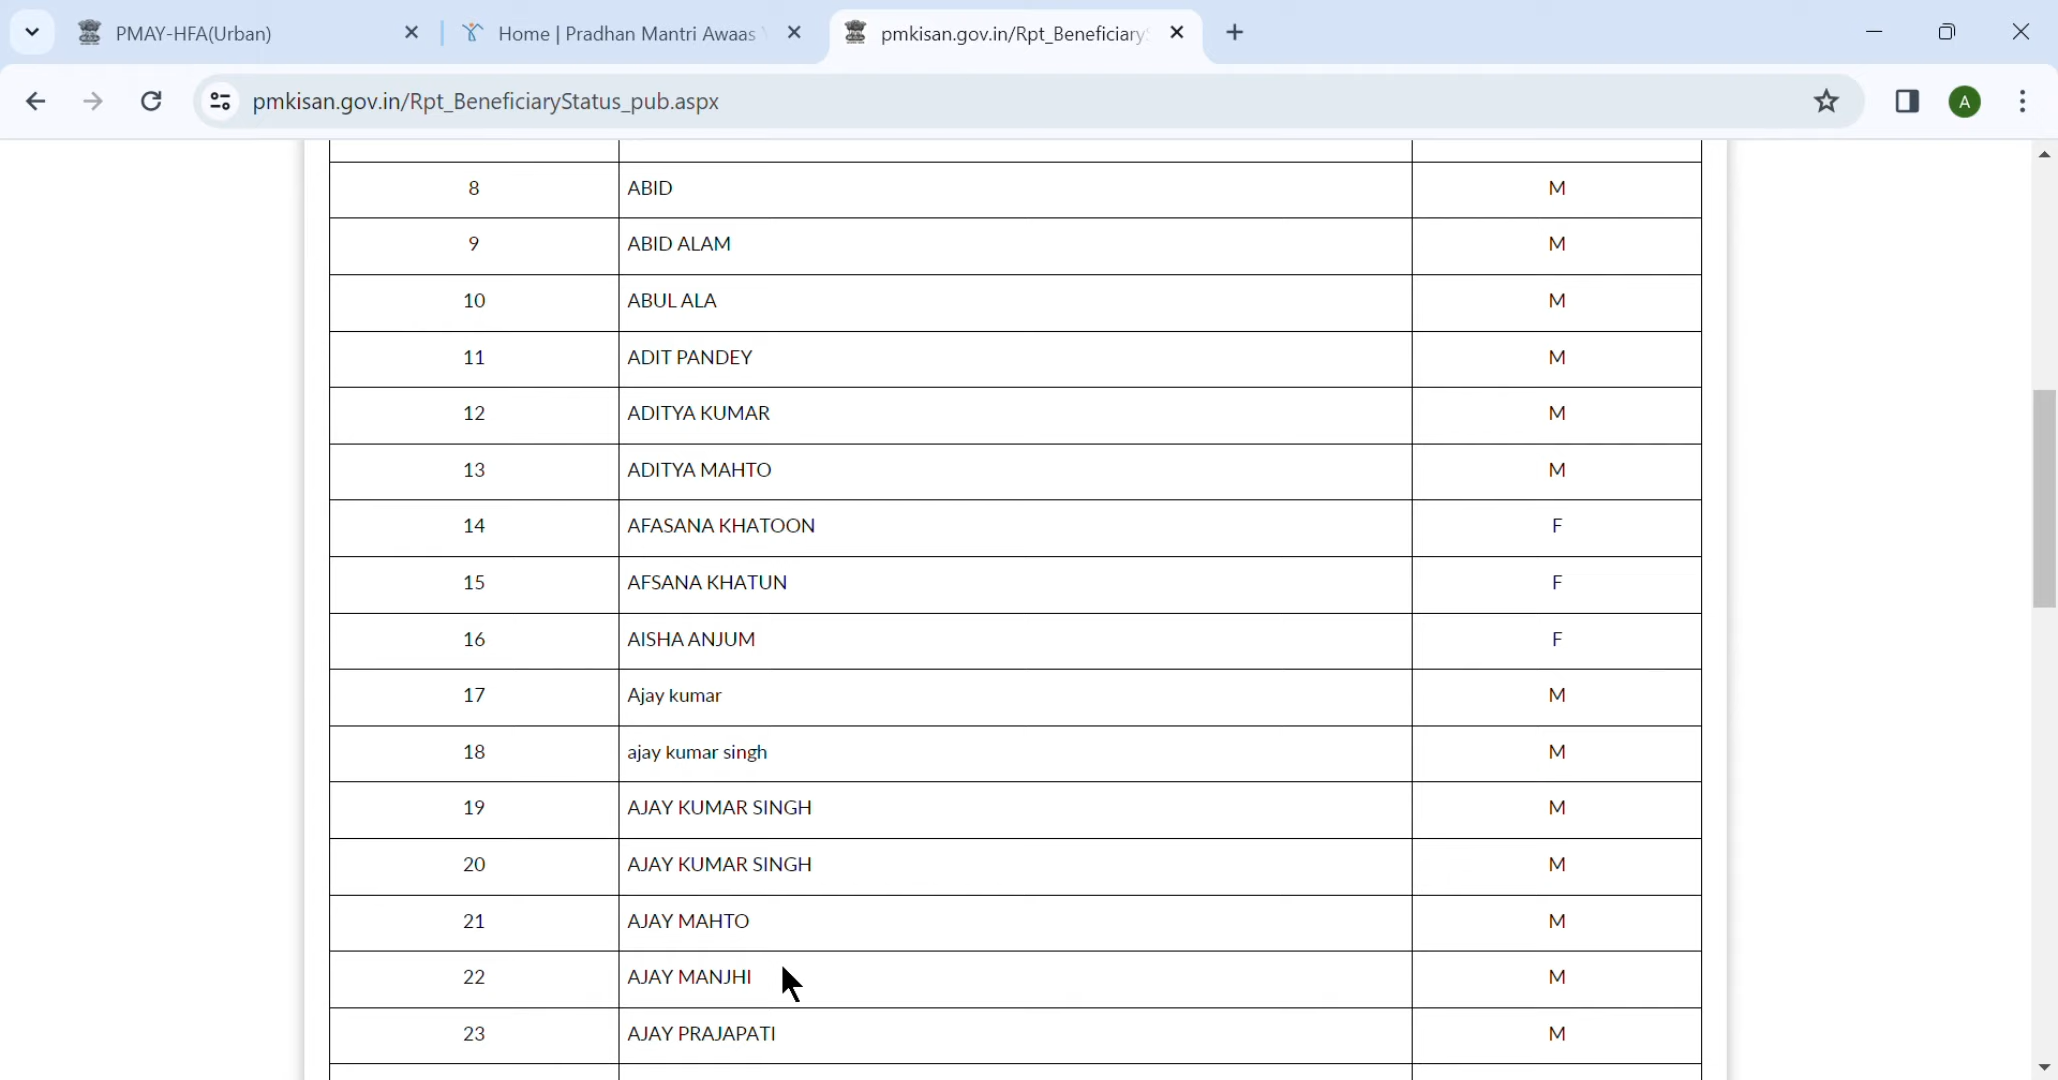 PMAY-HFA(Urban)
Home | Pradhan Mantri Awaas
pmkisan.gov.in/Rpt_Beneficiary
pmkisan.gov.in/Rpt_BeneficiaryStatus_pub.aspx
A
8 ABID M
9 ABID ALAM M
10 ABUL ALA M
11 ADIT PANDEY M
12 ADITYA KUMAR M
13 ADITYA MAHTO M
14 AFASANA KHATOON F
15 AFSANA KHATUN F
16 AISHA ANJUM F
17 Ajay kumar M
18 ajay kumar singh M
19 AJAY KUMAR SINGH M
20 AJAY KUMAR SINGH M
21 AJAY MAHTO M
22 AJAY MANJHI M
23 AJAY PRAJAPATI M